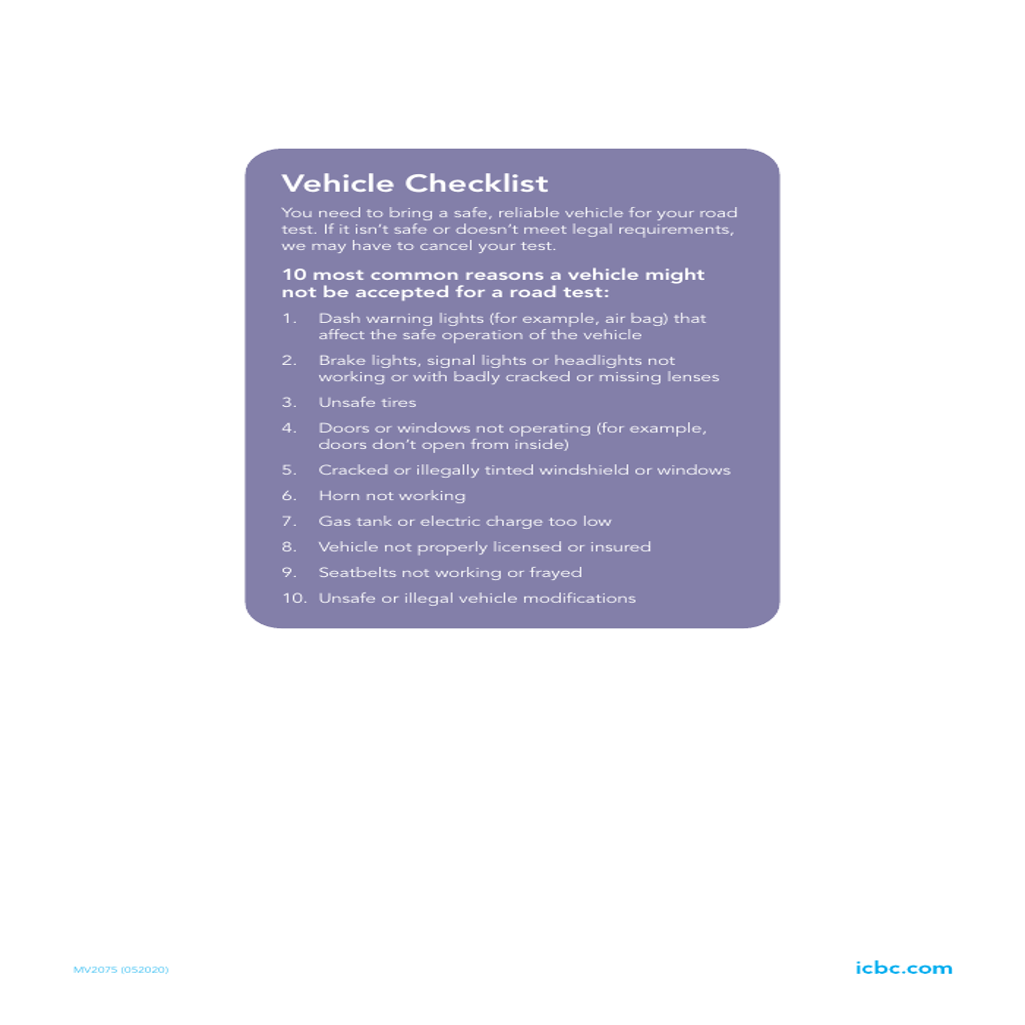 Vehicle Checklist
You need to bring a safe, reliable vehicle for your road
test. If it isn't safe or doesn't meet legal requirements,
we may have to cancel your test.
10 most common reasons a vehicle might
not be accepted for a road test:
1. Dash warning lights (for example, air bag) that
affect the safe operation of the vehicle
2. Brake lights, signal lights or headlights not
working or with badly cracked or missing lenses
3. Unsafe tires
4. Doors or windows not operating (for example,
doors don't open from inside)
5. Cracked or illegally tinted windshield or windows
6. Horn not working
7. Gas tank or electric charge too low
8. Vehicle not properly licensed or insured
9. Seatbelts not working or frayed
10. Unsafe or illegal vehicle modifications
MV2075 (052020)
icbc.com